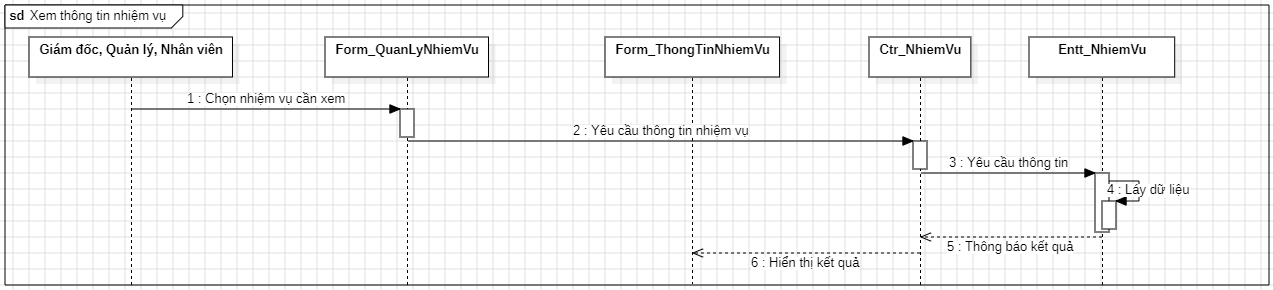 sd Xem thông tin nhiệm vụ
Giám đốc, Quản lý, Nhân viên
Form_QuanLyNhiemVu
Form_ThongTinNhiemVu
Ctr_NhiemVu
Entt_NhiemVu
1 : Chọn nhiệm vụ cần xem
2 : Yêu cầu thông tin nhiệm vụ
3 : Yêu cầu thông tin
4 : Lấy dữ liệu
5 : Thông báo kết quả
6 : Hiển thị kết quả